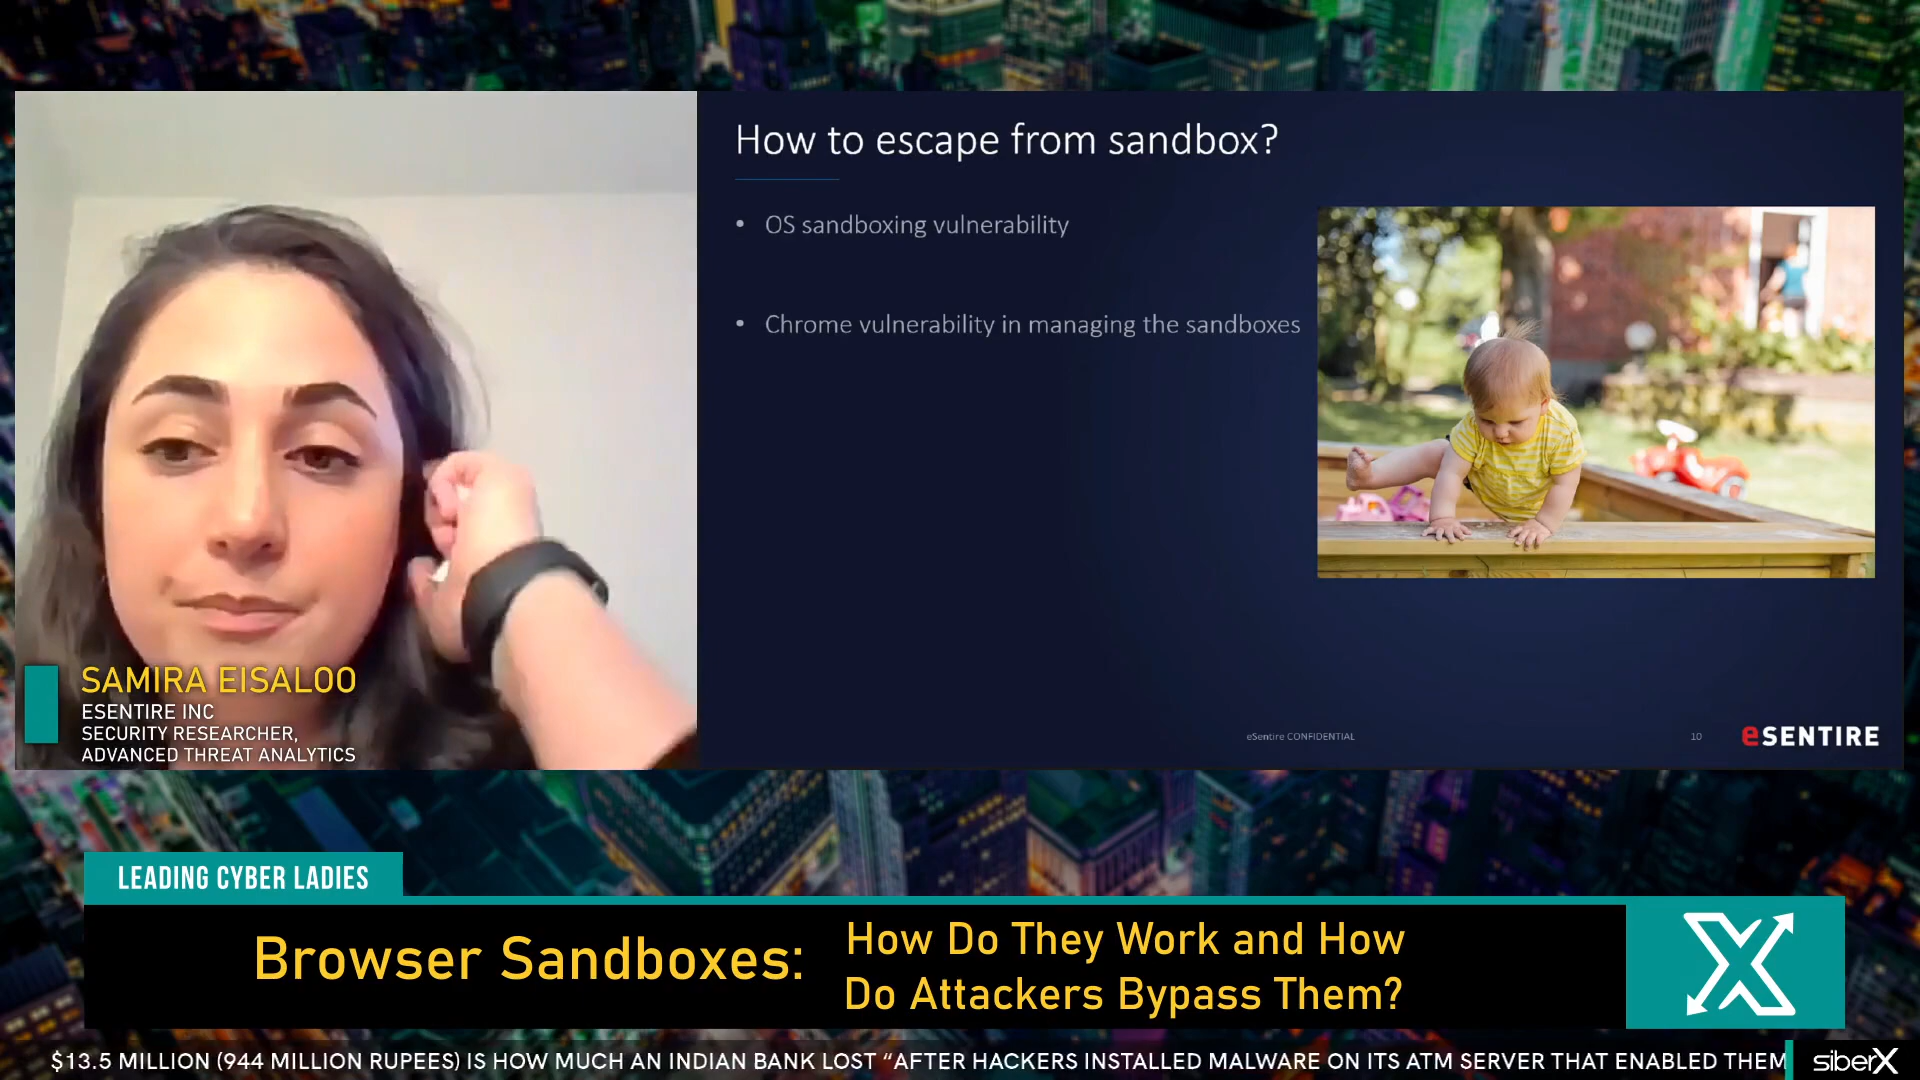 How to escape from sandbox?
• OS sandboxing vulnerability
• Chrome vulnerability in managing the sandboxes
eSentire CONFIDENTIAL
10
eSENTIRE
SAMIRA EISALOO
ESENTIRE INC
SECURITY RESEARCHER,
ADVANCED THREAT ANALYTICS
LEADING CYBER LADIES
Browser Sandboxes:
How Do They Work and How
Do Attackers Bypass Them?
$13.5 MILLION (944 MILLION RUPEES) IS HOW MUCH AN INDIAN BANK LOST “AFTER HACKERS INSTALLED MALWARE ON ITS ATM SERVER THAT ENABLED THEM
siberX